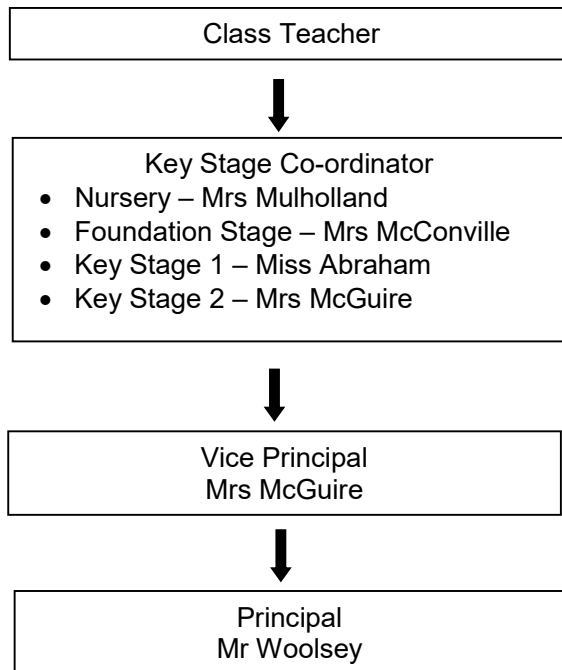 Class Teacher
Key Stage Co-ordinator
• Nursery – Mrs Mulholland
• Foundation Stage – Mrs McConville
• Key Stage 1 – Miss Abraham
• Key Stage 2 – Mrs McGuire
Vice Principal
Mrs McGuire
Principal
Mr Woolsey